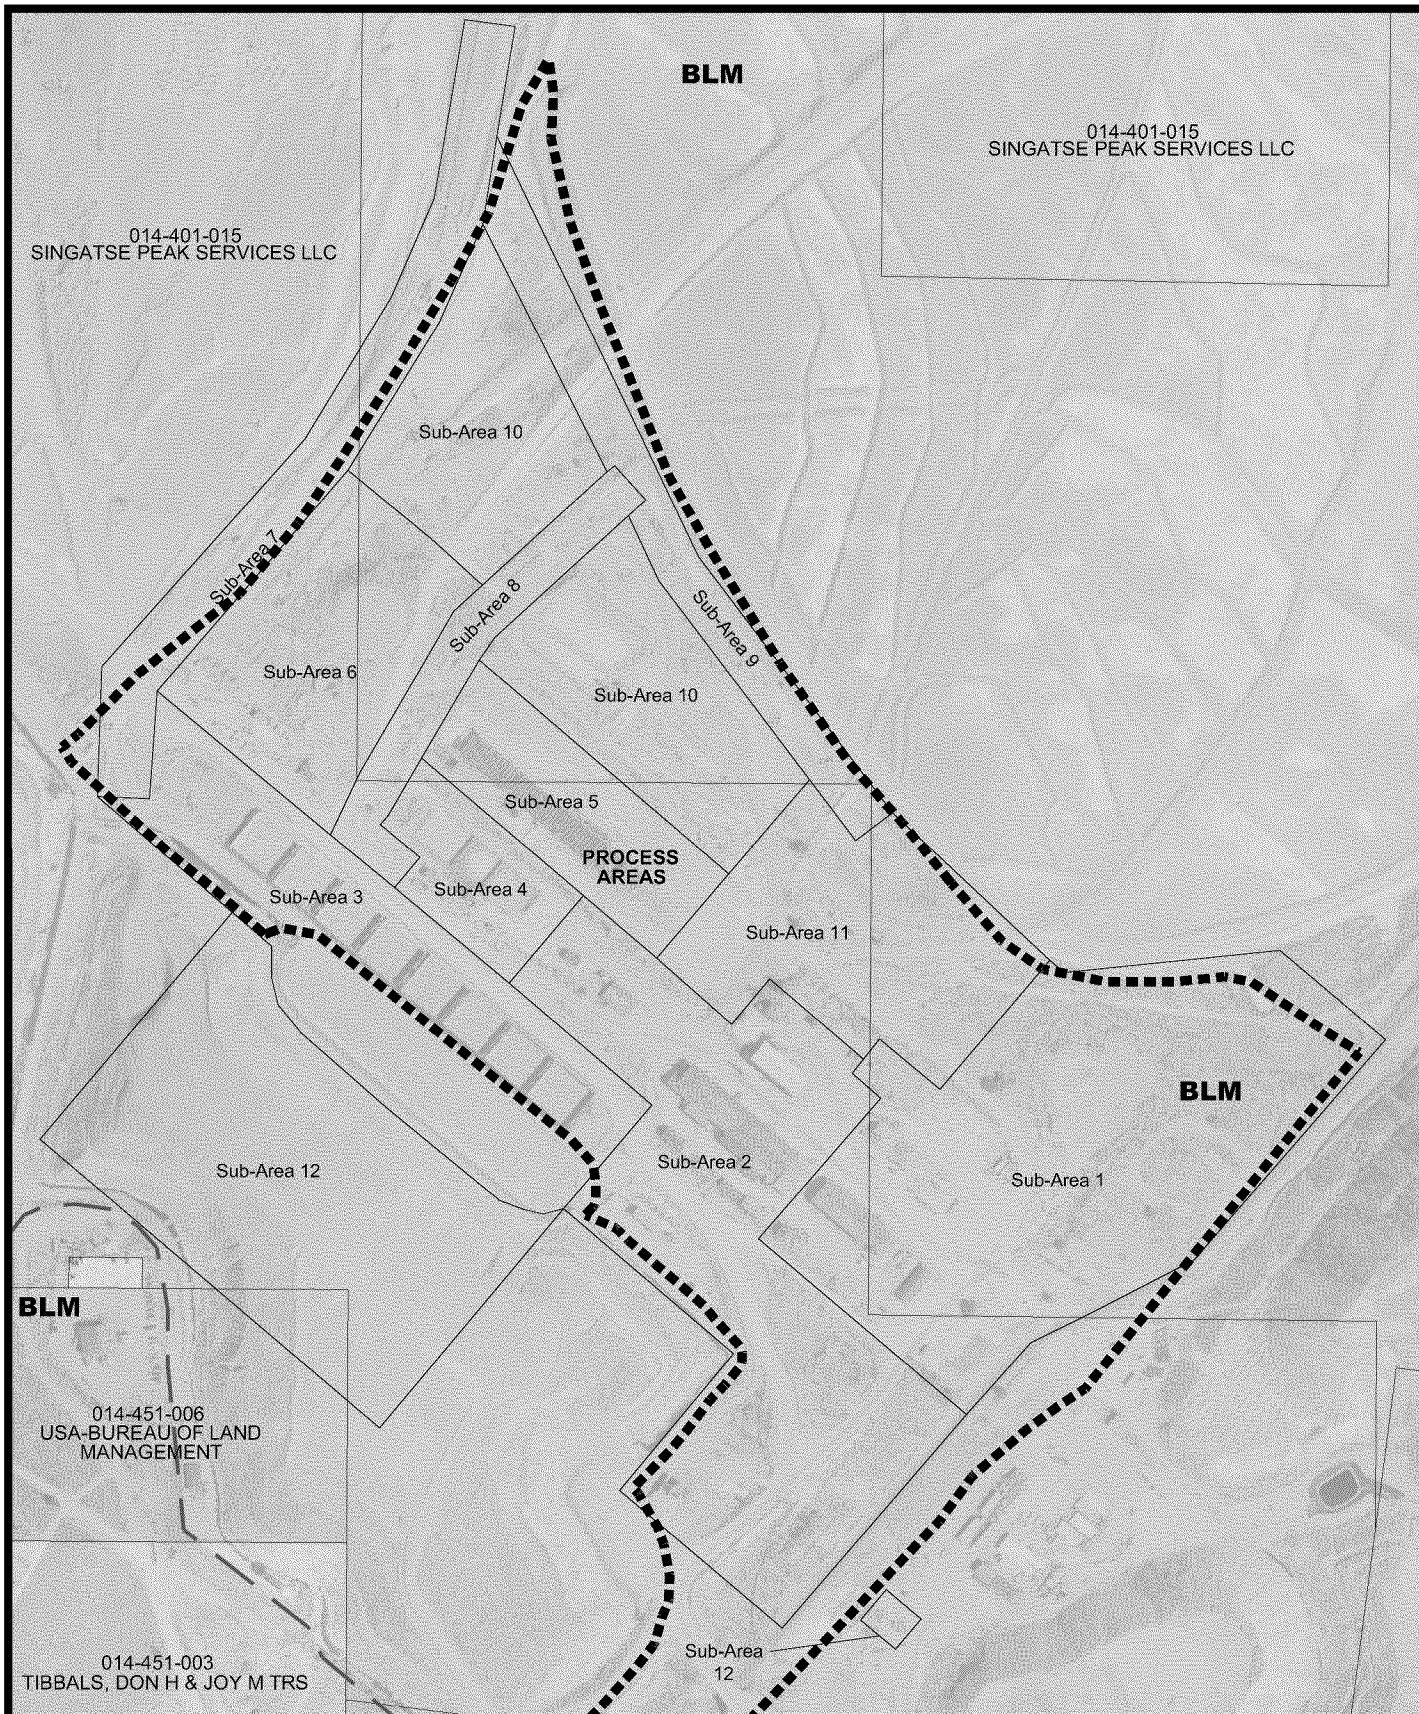 BLM
014-401-015
SINGATSE PEAK SERVICES LLC
014-401-015
SINGATSE PEAK SERVICES LLC
Sub-Area 10
Sub-Area 7
Sub-Area 8
Sub-Area 9
Sub-Area 6
Sub-Area 10
Sub-Area 5
PROCESS
AREAS
Sub-Area 4
Sub-Area 3
Sub-Area 11
BLM
Sub-Area 2
Sub-Area 12
Sub-Area 1
BLM
014-451-006
USA-BUREAU OF LAND
MANAGEMENT
Sub-Area
12
014-451-003
TIBBALS, DON H & JOY M TRS